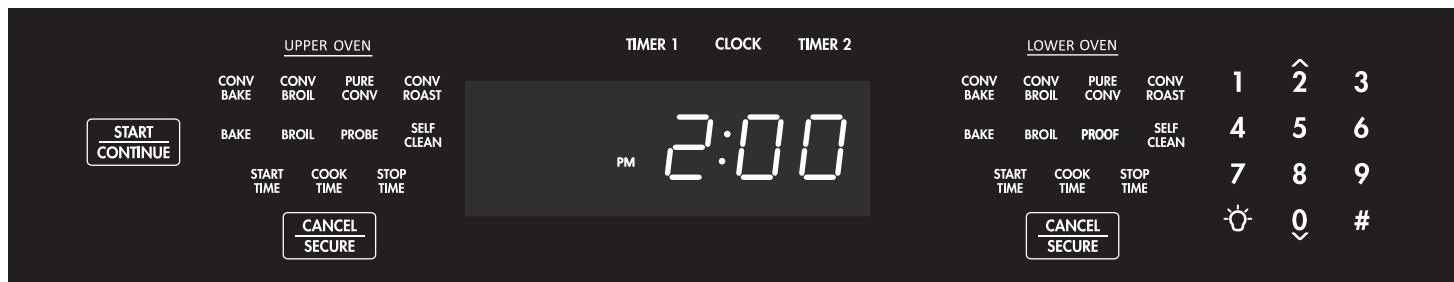 UPPER OVEN
TIMER 1 CLOCK TIMER 2
LOWER OVEN
CONV BAKE
CONV BROIL
PURE CONV
CONV ROAST
START
CONTINUE
BAKE BROIL PROBE
SELF CLEAN
START TIME
COOK TIME
STOP TIME
CANCEL
SECURE
PM 2:00
CONV BAKE
CONV BROIL
PURE CONV
CONV ROAST
BAKE BROIL PROOF
SELF CLEAN
START TIME
COOK TIME
STOP TIME
CANCEL
SECURE
1 2 3
4 5 6
7 8 9
0 #